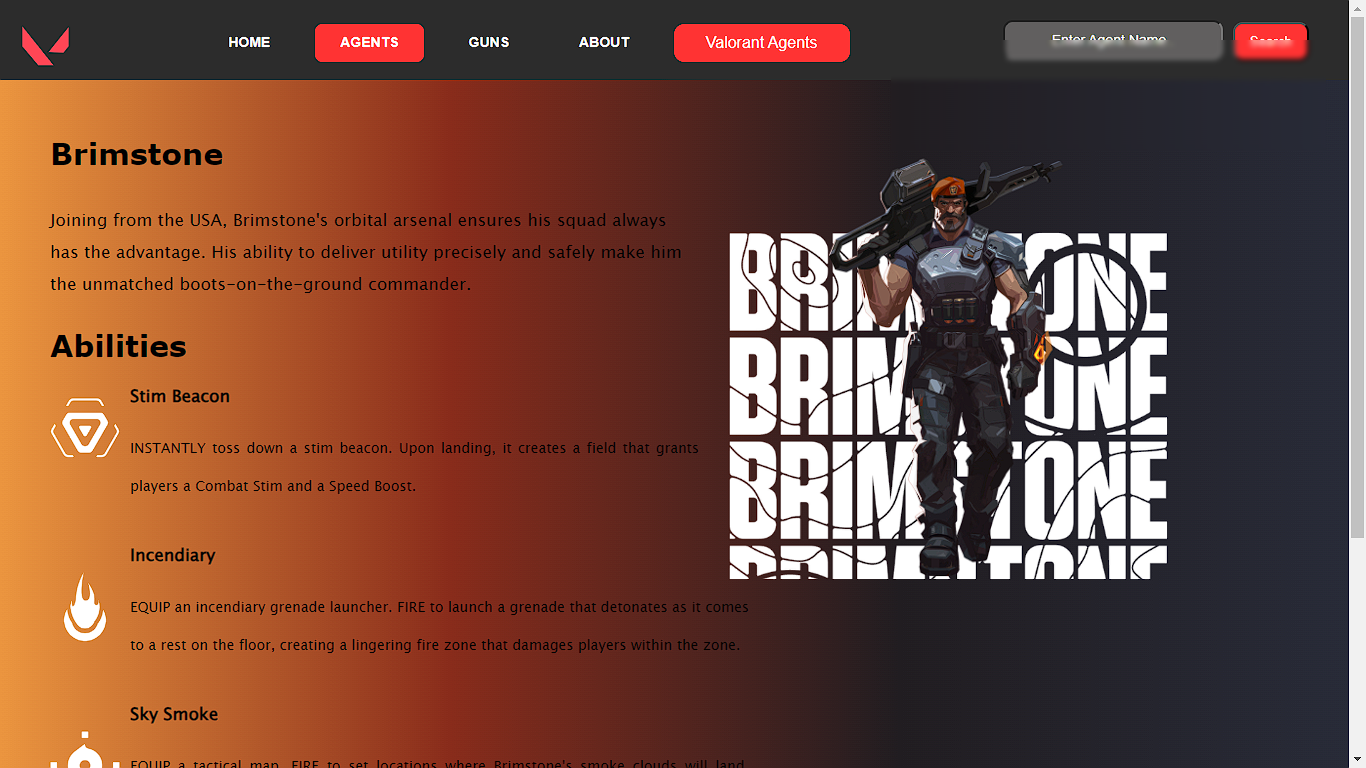 HOME AGENTS GUNS ABOUT Valorant Agents Enter Agent Name Search
Brimstone
Joining from the USA, Brimstone's orbital arsenal ensures his squad always
has the advantage. His ability to deliver utility precisely and safely make him
the unmatched boots-on-the-ground commander.
Abilities
Stim Beacon
INSTANTLY toss down a stim beacon. Upon landing, it creates a field that grants
players a Combat Stim and a Speed Boost.
Incendiary
EQUIP an incendiary grenade launcher. FIRE to launch a grenade that detonates as it comes
to a rest on the floor, creating a lingering fire zone that damages players within the zone.
Sky Smoke
EQUIP a tactical map. FIRE to set locations where Brimstone's smoke clouds will land.
BRIMSTONE
BRIMSTONE
BRIMSTONE
BRIMSTONE